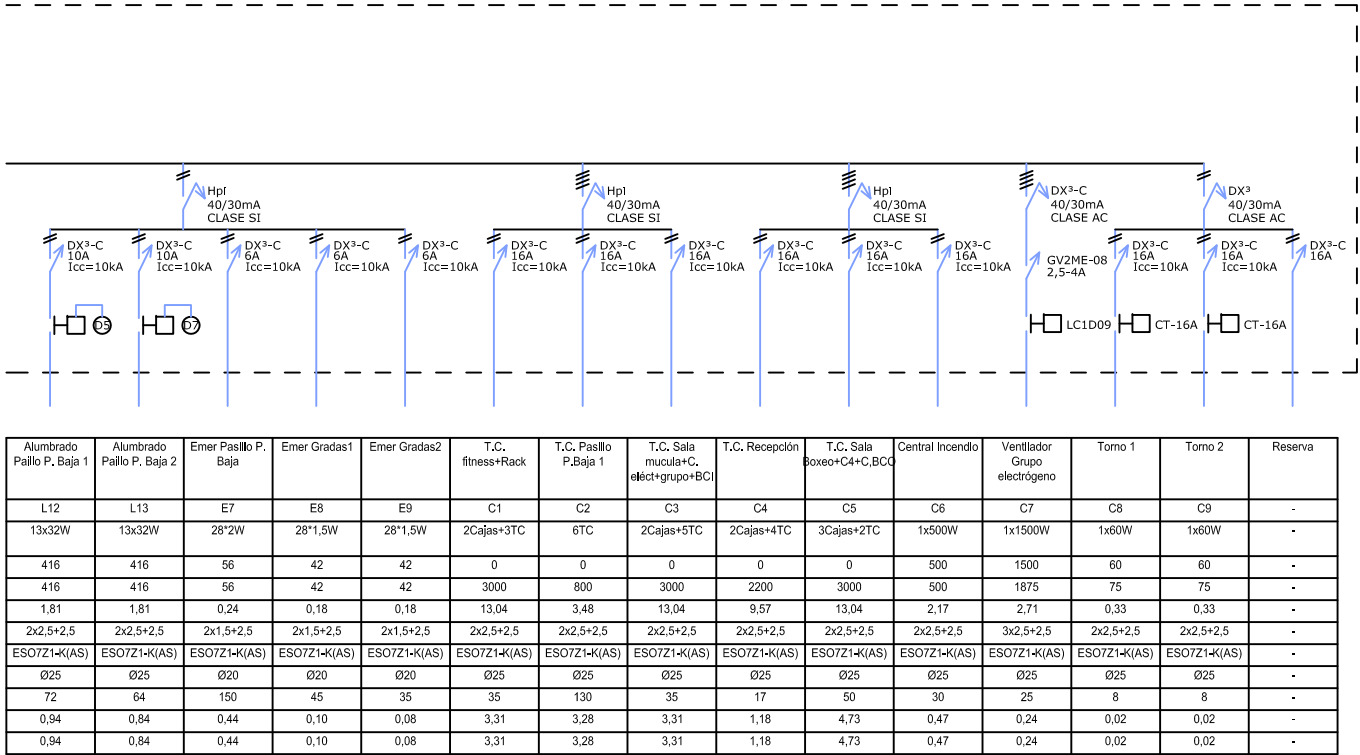 Hpi
40/30mA
CLASE SI
Hpi
40/30mA
CLASE SI
Hpi
40/30mA
CLASE SI
DX³-C
40/30mA
CLASE AC
DX³
40/30mA
CLASE AC
DX³-C
10A
Icc=10kA
DX³-C
10A
Icc=10kA
DX³-C
6A
Icc=10kA
DX³-C
6A
Icc=10kA
DX³-C
6A
Icc=10kA
DX³-C
16A
Icc=10kA
DX³-C
16A
Icc=10kA
DX³-C
16A
Icc=10kA
DX³-C
16A
Icc=10kA
DX³-C
16A
Icc=10kA
DX³-C
16A
Icc=10kA
GV2ME-08
2,5-4A
DX³-C
16A
Icc=10kA
DX³-C
16A
Icc=10kA
DX³-C
16A
D5
D7
LC1D09
CT-16A
CT-16A
Alumbrado Paillo P. Baja 1 Alumbrado Paillo P. Baja 2 Emer Pasillo P. Baja Emer Gradas1 Emer Gradas2 T.C. fitness+Rack T.C. Pasillo P.Baja 1 T.C. Sala mucula+C. eléct+grupo+BCI T.C. Recepción T.C. Sala Boxeo+C4+C,BCO Central Incendio Ventilador Grupo electrógeno Torno 1 Torno 2 Reserva
L12 L13 E7 E8 E9 C1 C2 C3 C4 C5 C6 C7 C8 C9 -
13x32W 13x32W 28*2W 28*1,5W 28*1,5W 2Cajas+3TC 6TC 2Cajas+5TC 2Cajas+4TC 3Cajas+2TC 1x500W 1x1500W 1x60W 1x60W -
416 416 56 42 42 0 0 0 0 0 500 1500 60 60 -
416 416 56 42 42 3000 800 3000 2200 3000 500 1875 75 75 -
1,81 1,81 0,24 0,18 0,18 13,04 3,48 13,04 9,57 13,04 2,17 2,71 0,33 0,33 -
2x2,5+2,5 2x2,5+2,5 2x1,5+2,5 2x1,5+2,5 2x1,5+2,5 2x2,5+2,5 2x2,5+2,5 2x2,5+2,5 2x2,5+2,5 2x2,5+2,5 2x2,5+2,5 3x2,5+2,5 2x2,5+2,5 2x2,5+2,5 -
ESO7Z1-K(AS) ESO7Z1-K(AS) ESO7Z1-K(AS) ESO7Z1-K(AS) ESO7Z1-K(AS) ESO7Z1-K(AS) ESO7Z1-K(AS) ESO7Z1-K(AS) ESO7Z1-K(AS) ESO7Z1-K(AS) ESO7Z1-K(AS) ESO7Z1-K(AS) ESO7Z1-K(AS) ESO7Z1-K(AS) -
Ø25 Ø25 Ø20 Ø20 Ø20 Ø25 Ø25 Ø25 Ø25 Ø25 Ø25 Ø25 Ø25 Ø25 -
72 64 150 45 35 35 130 35 17 50 30 25 8 8 -
0,94 0,84 0,44 0,10 0,08 3,31 3,28 3,31 1,18 4,73 0,47 0,24 0,02 0,02 -
0,94 0,84 0,44 0,10 0,08 3,31 3,28 3,31 1,18 4,73 0,47 0,24 0,02 0,02 -